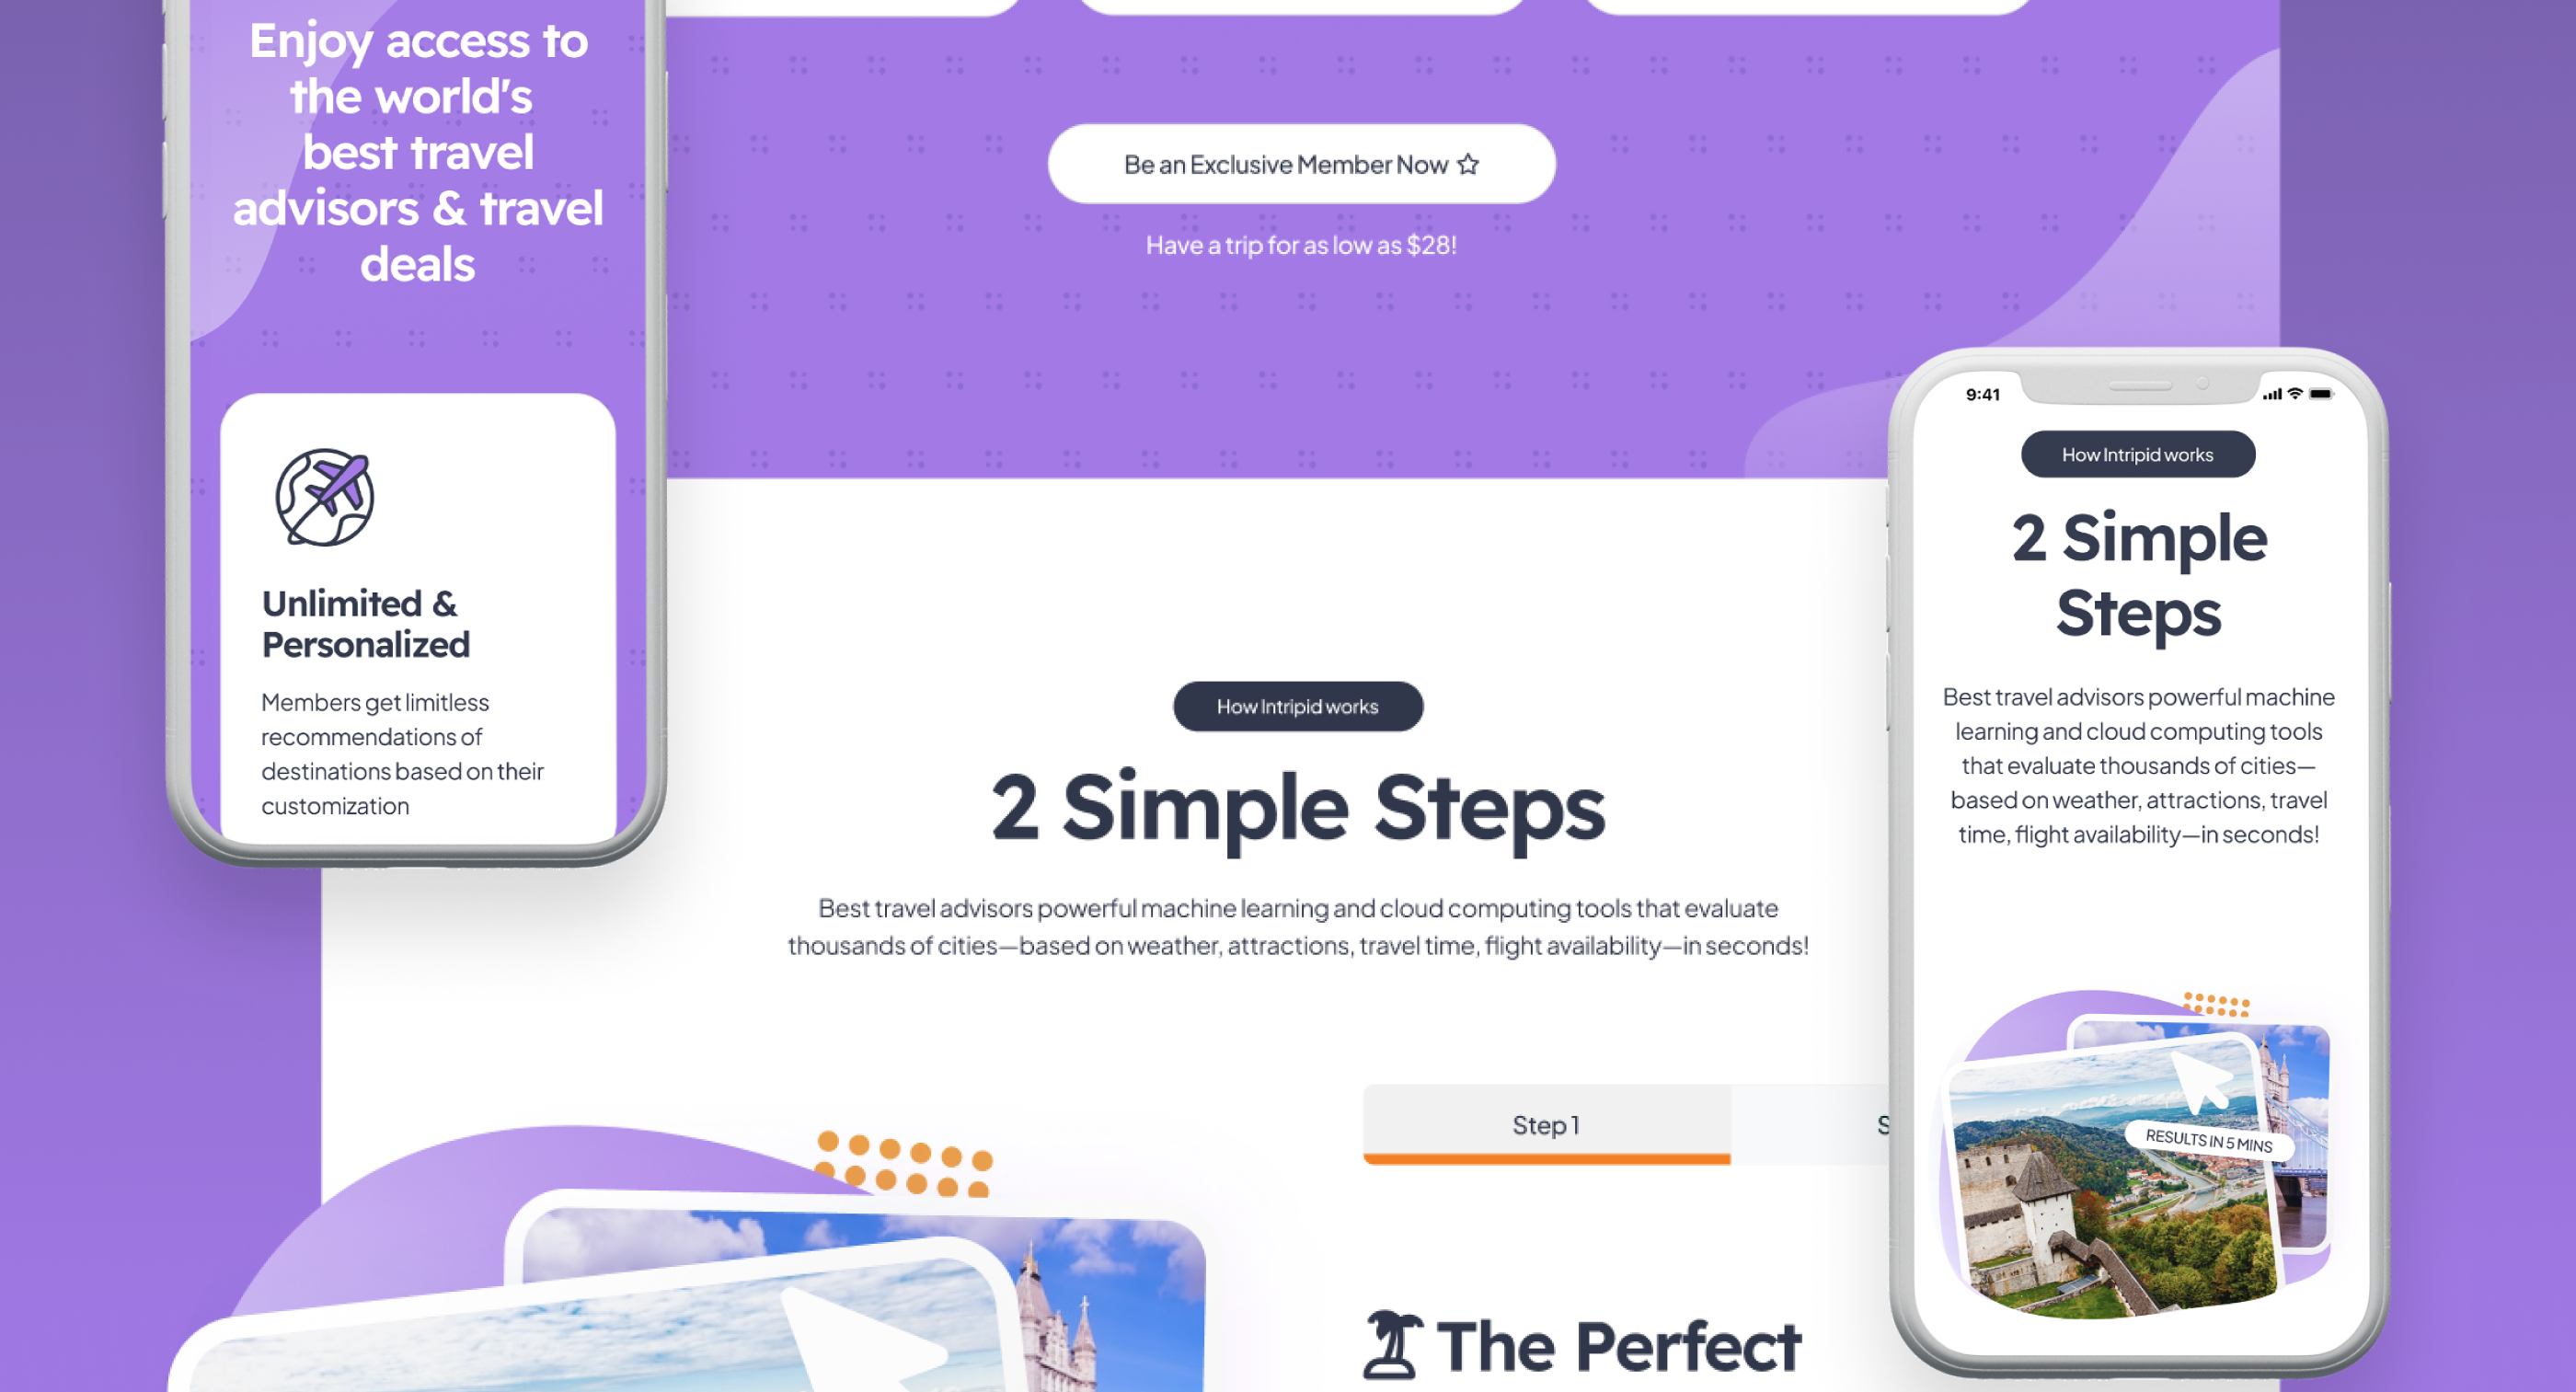 Enjoy access to
the world's
best travel
advisors & travel
deals
Unlimited &
Personalized
Members get limitless
recommendations of
destinations based on their
customization
Be an Exclusive Member Now
Have a trip for as low as $28!
How Intripid works
2 Simple Steps
Best travel advisors powerful machine learning and cloud computing tools that evaluate
thousands of cities—based on weather, attractions, travel time, flight availability—in seconds!
Step 1
S
The Perfect
9:41
How Intripid works
2 Simple
Steps
Best travel advisors powerful machine
learning and cloud computing tools
that evaluate thousands of cities—
based on weather, attractions, travel
time, flight availability—in seconds!
RESULTS IN 5 MINS